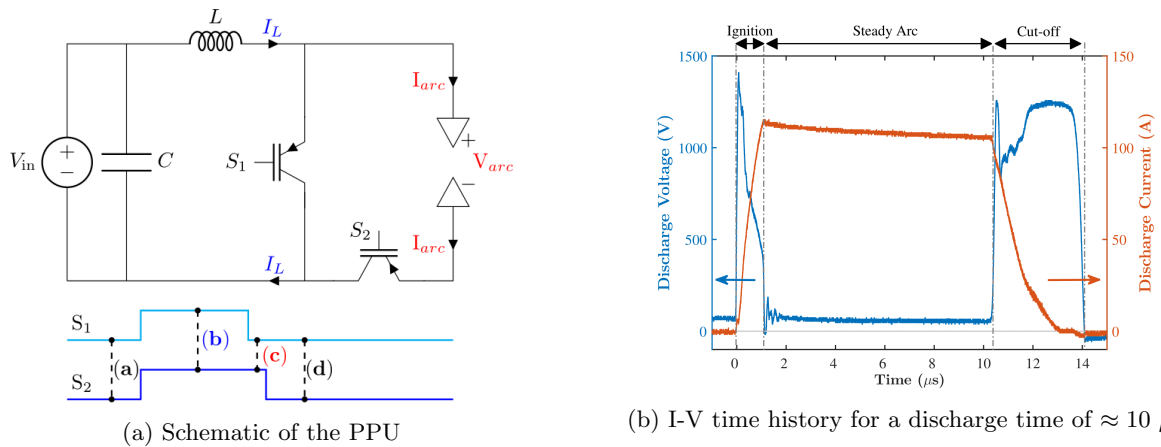 L
I_L
I_arc
V_in
+
−
C
S_1
+
V_arc
−
S_2
I_arc
I_L
S_1
S_2
(a)
(b)
(c)
(d)
(a) Schematic of the PPU
Ignition
Steady Arc
Cut-off
1500
1000
500
0
Discharge Voltage (V)
150
100
50
0
Discharge Current (A)
0
2
4
6
8
10
12
14
Time (μs)
(b) I-V time history for a discharge time of ≈ 10